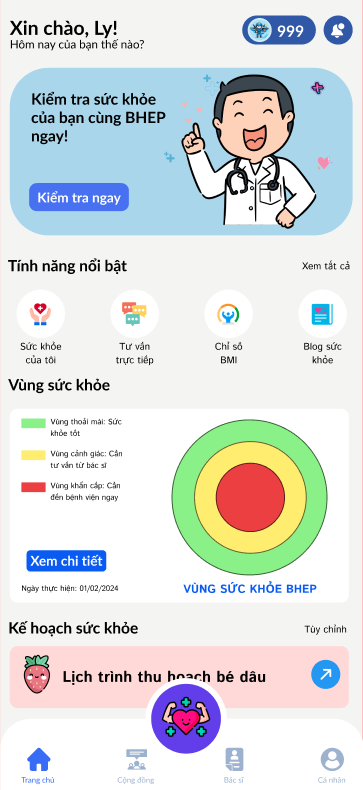 Xin chào, Ly!
Hôm nay của bạn thế nào?
999
Kiểm tra sức khỏe
của bạn cùng BHEP
ngay!
Kiểm tra ngay
Tính năng nổi bật
Xem tất cả
Sức khỏe
của tôi
Tư vấn
trực tiếp
Chỉ số
BMI
Blog sức
khỏe
Vùng sức khỏe
Vùng thoải mái: Sức
khỏe tốt
Vùng cảnh giác: Cần
tư vấn từ bác sĩ
Vùng khẩn cấp: Cần
đến bệnh viện ngay
Xem chi tiết
Ngày thực hiện: 01/02/2024
VÙNG SỨC KHỎE BHEP
Kế hoạch sức khỏe
Tùy chỉnh
Lịch trình thu hoạch bé dâu
Trang chủ
Cộng đồng
Bác sĩ
Cá nhân